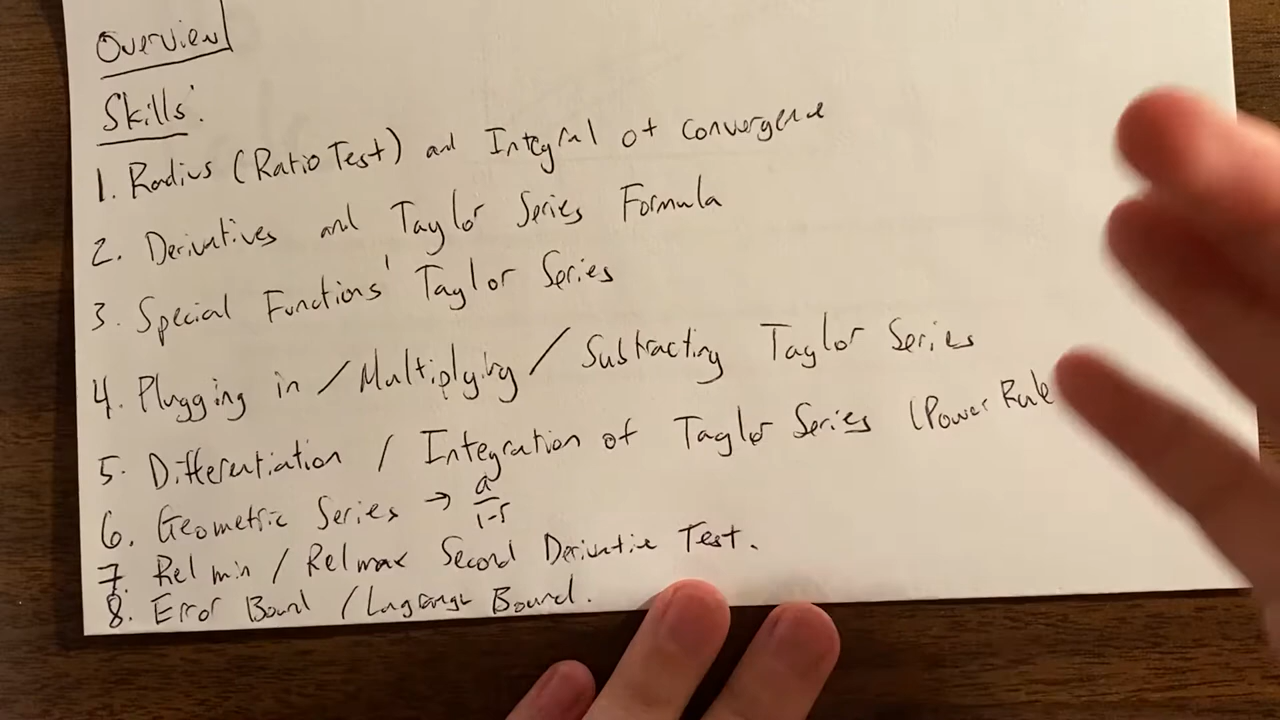 Overview
Skills:
1. Radius (Ratio Test) and Integral of Convergence
2. Derivatives and Taylor Series Formula
3. Special Functions' Taylor Series
4. Plugging in / Multiplying / Subtracting Taylor Series
5. Differentiation / Integration of Taylor Series (Power Rule
6. Geometric Series → a/1-r
7. Rel min / Rel max Second Derivative Test.
8. Error Bound / Lagrange Bound.